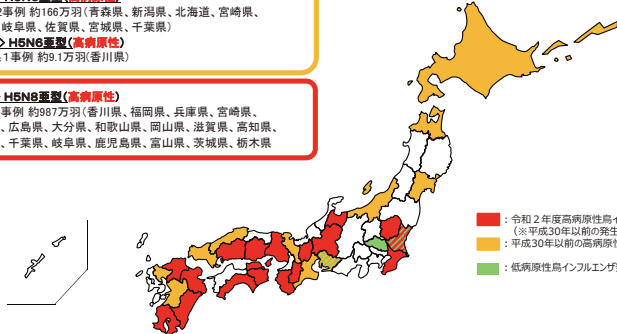 2事例 約166万羽(青森県、新潟県、北海道、宮崎県、
岐阜県、佐賀県、宮城県、千葉県)
H5N6亜型(高病原性)
1事例 約9.1万羽(香川県)
H5N8亜型(高病原性)
事例 約987万羽(香川県、福岡県、兵庫県、宮崎県、
、広島県、大分県、和歌山県、岡山県、滋賀県、高知県、
、千葉県、岐阜県、鹿児島県、富山県、茨城県、栃木県
：令和２年度高病原性鳥イ
(※平成30年以前の発生
：平成30年以前の高病原性
：低病原性鳥インフルエンザ